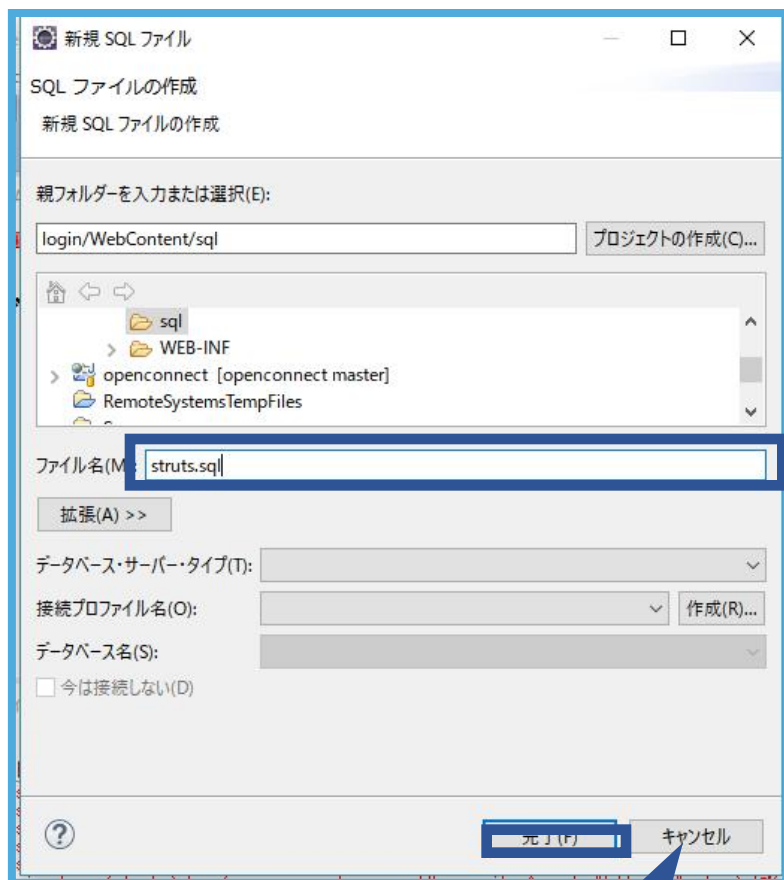 新規 SQL ファイル
SQL ファイルの作成
新規 SQL ファイルの作成
親フォルダーを入力または選択(E):
login/WebContent/sql
プロジェクトの作成(C)...
sql
WEB-INF
openconnect [openconnect master]
RemoteSystemsTempFiles
ファイル名(M):
struts.sql
拡張(A) >>
データベース・サーバー・タイプ(T):
接続プロファイル名(O):
作成(R)...
データベース名(S):
今は接続しない(D)
完了(F)
キャンセル